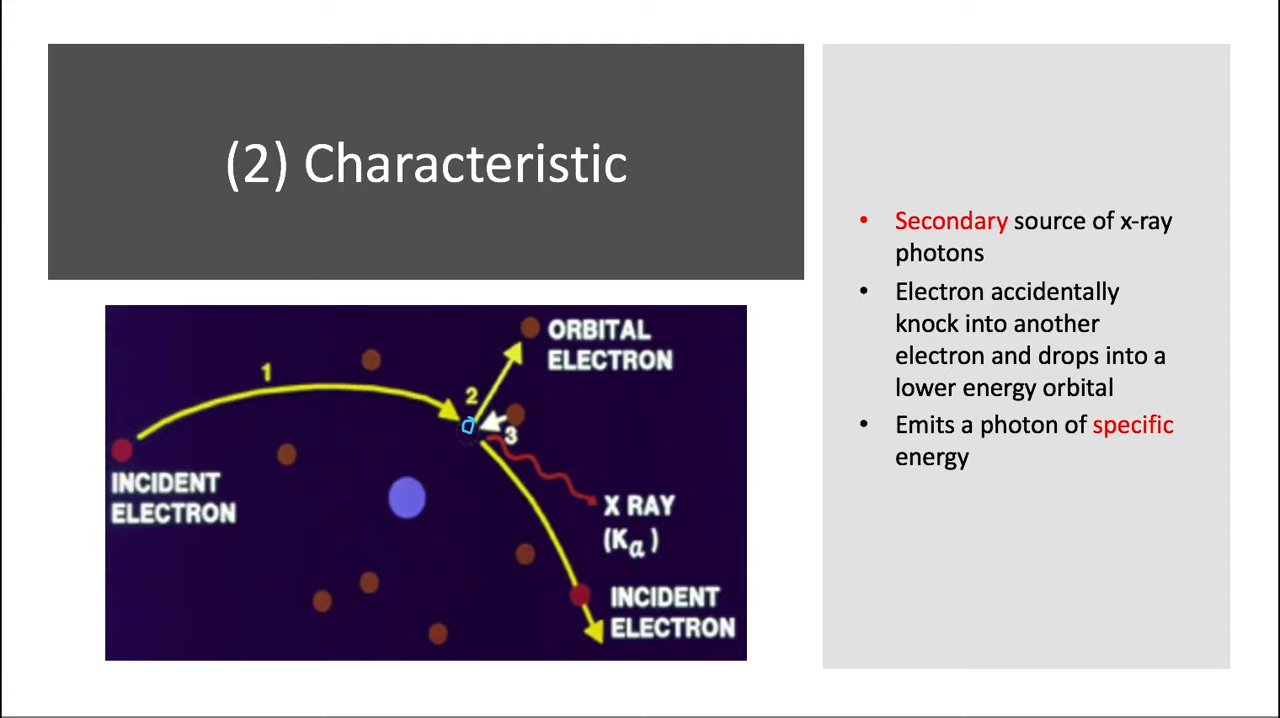 (2) Characteristic
1
INCIDENT
ELECTRON
2
ORBITAL
ELECTRON
3
X RAY
(Kα)
INCIDENT
ELECTRON
• Secondary source of x-ray
photons
• Electron accidentally
knock into another
electron and drops into a
lower energy orbital
• Emits a photon of specific
energy